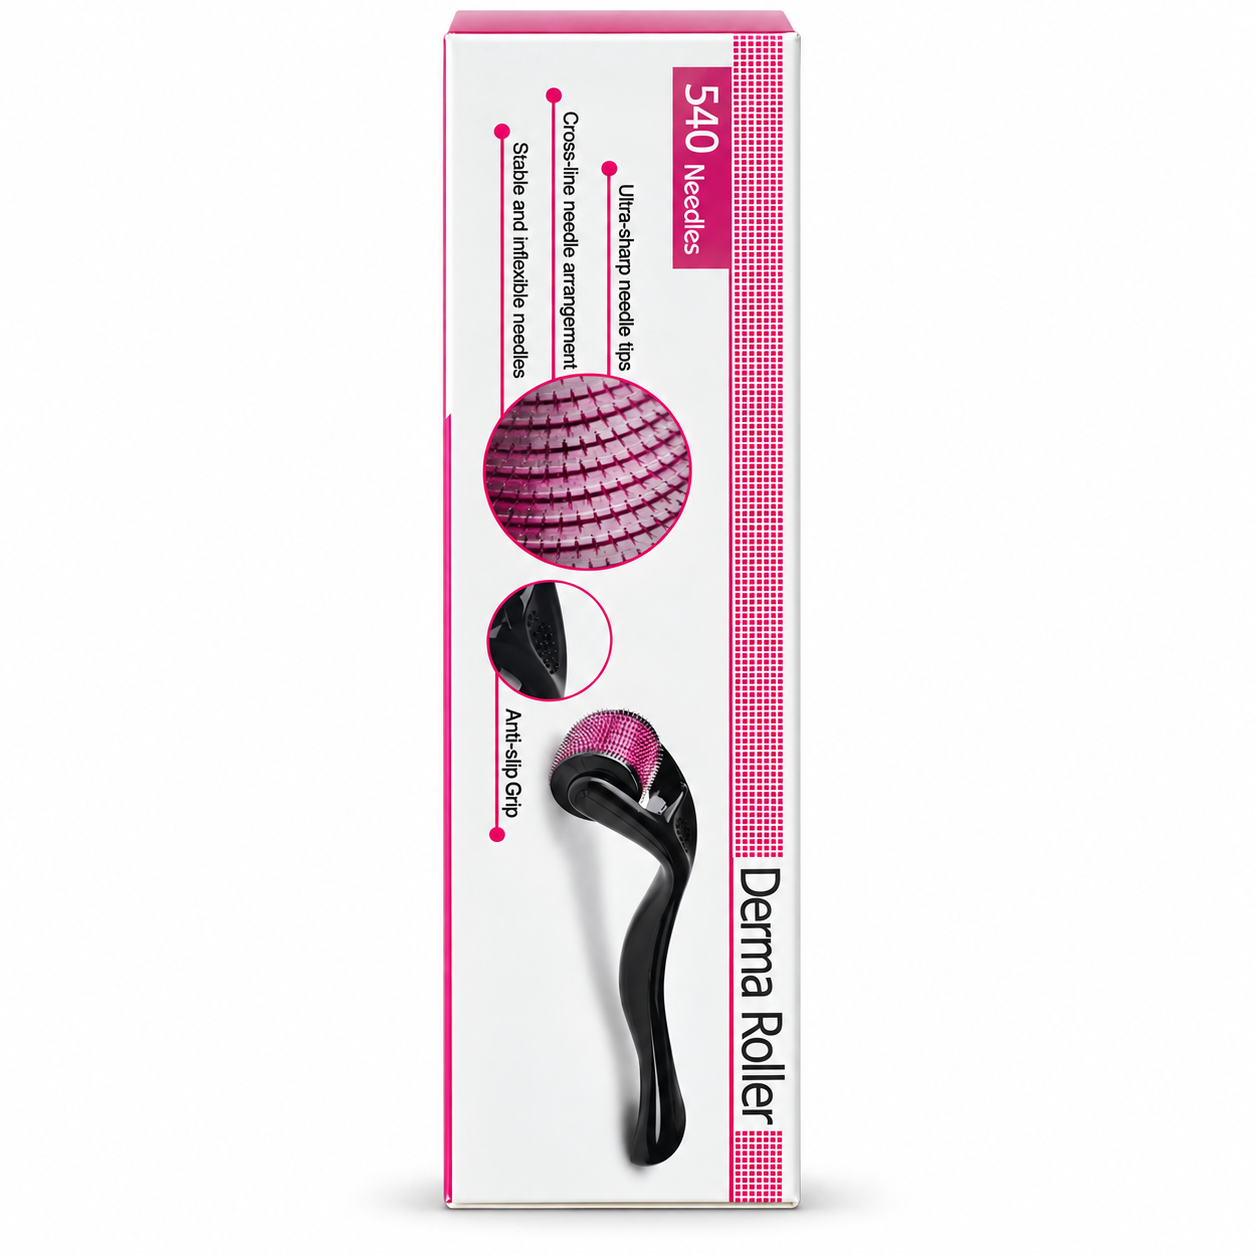 Derma Roller
540 Needles
Ultra-sharp needle tips
Cross-line needle arrangement
Stable and inflexible needles
Anti-slip Grip